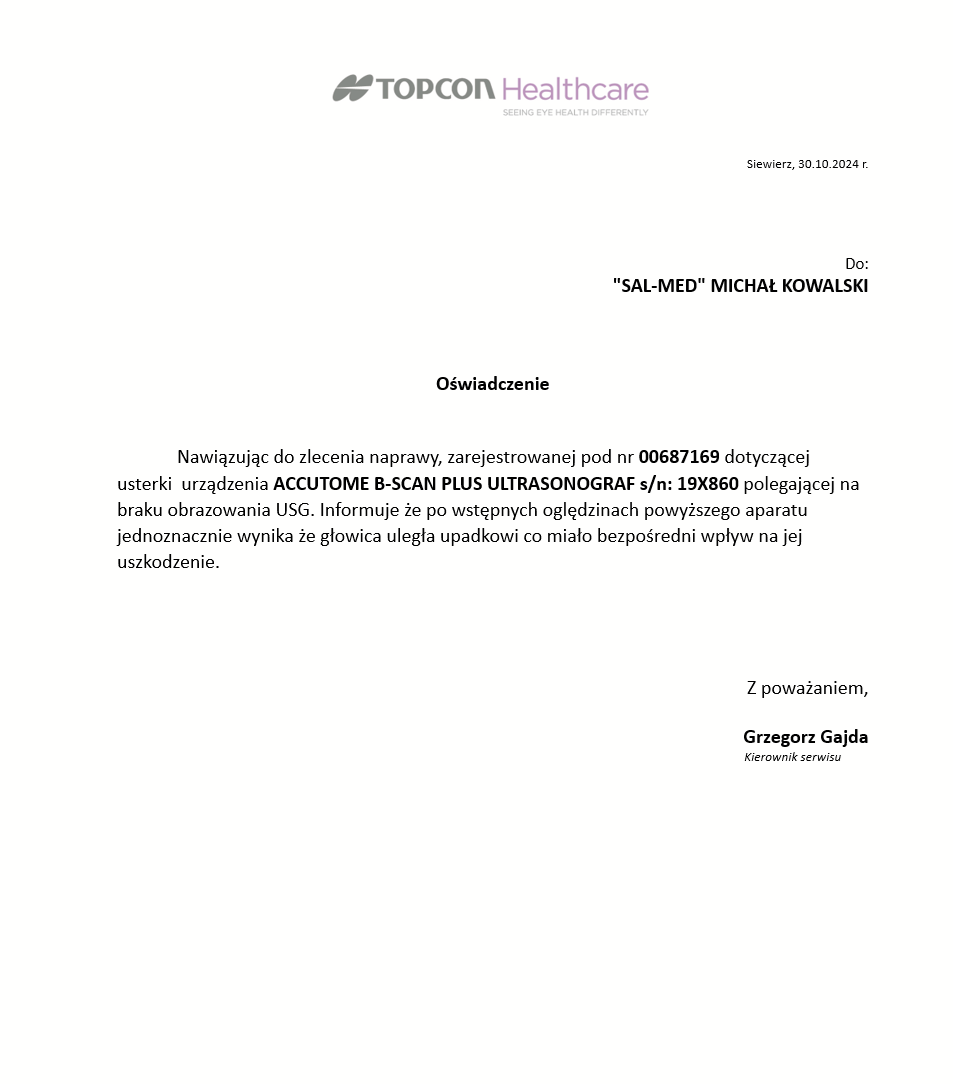 TOPCON Healthcare
SEEING EYE HEALTH DIFFERENTLY
Siewierz, 30.10.2024 r.
Do:
"SAL-MED" MICHAŁ KOWALSKI
Oświadczenie
Nawiązując do zlecenia naprawy, zarejestrowanej pod nr 00687169 dotyczącej
usterki  urządzenia ACCUTOME B-SCAN PLUS ULTRASONOGRAF s/n: 19X860 polegającej na
braku obrazowania USG. Informuje że po wstępnych oględzinach powyższego aparatu
jednoznacznie wynika że głowica uległa upadkowi co miało bezpośredni wpływ na jej
uszkodzenie.
Z poważaniem,
Grzegorz Gajda
Kierownik serwisu